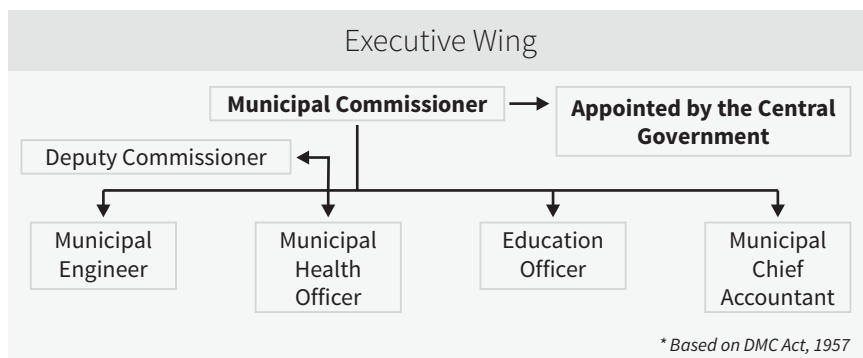 Executive Wing
Municipal Commissioner
Appointed by the Central
Government
Deputy Commissioner
Municipal
Engineer
Municipal
Health
Officer
Education
Officer
Municipal
Chief
Accountant
* Based on DMC Act, 1957